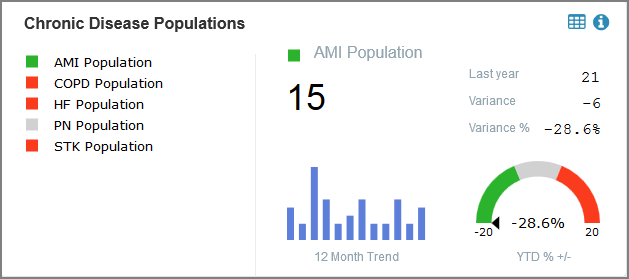 Chronic Disease Populations
AMI Population
COPD Population
HF Population
PN Population
STK Population
AMI Population
15
Last year 21
Variance -6
Variance % -28.6%
12 Month Trend
-28.6%
-20 20
YTD % +/-